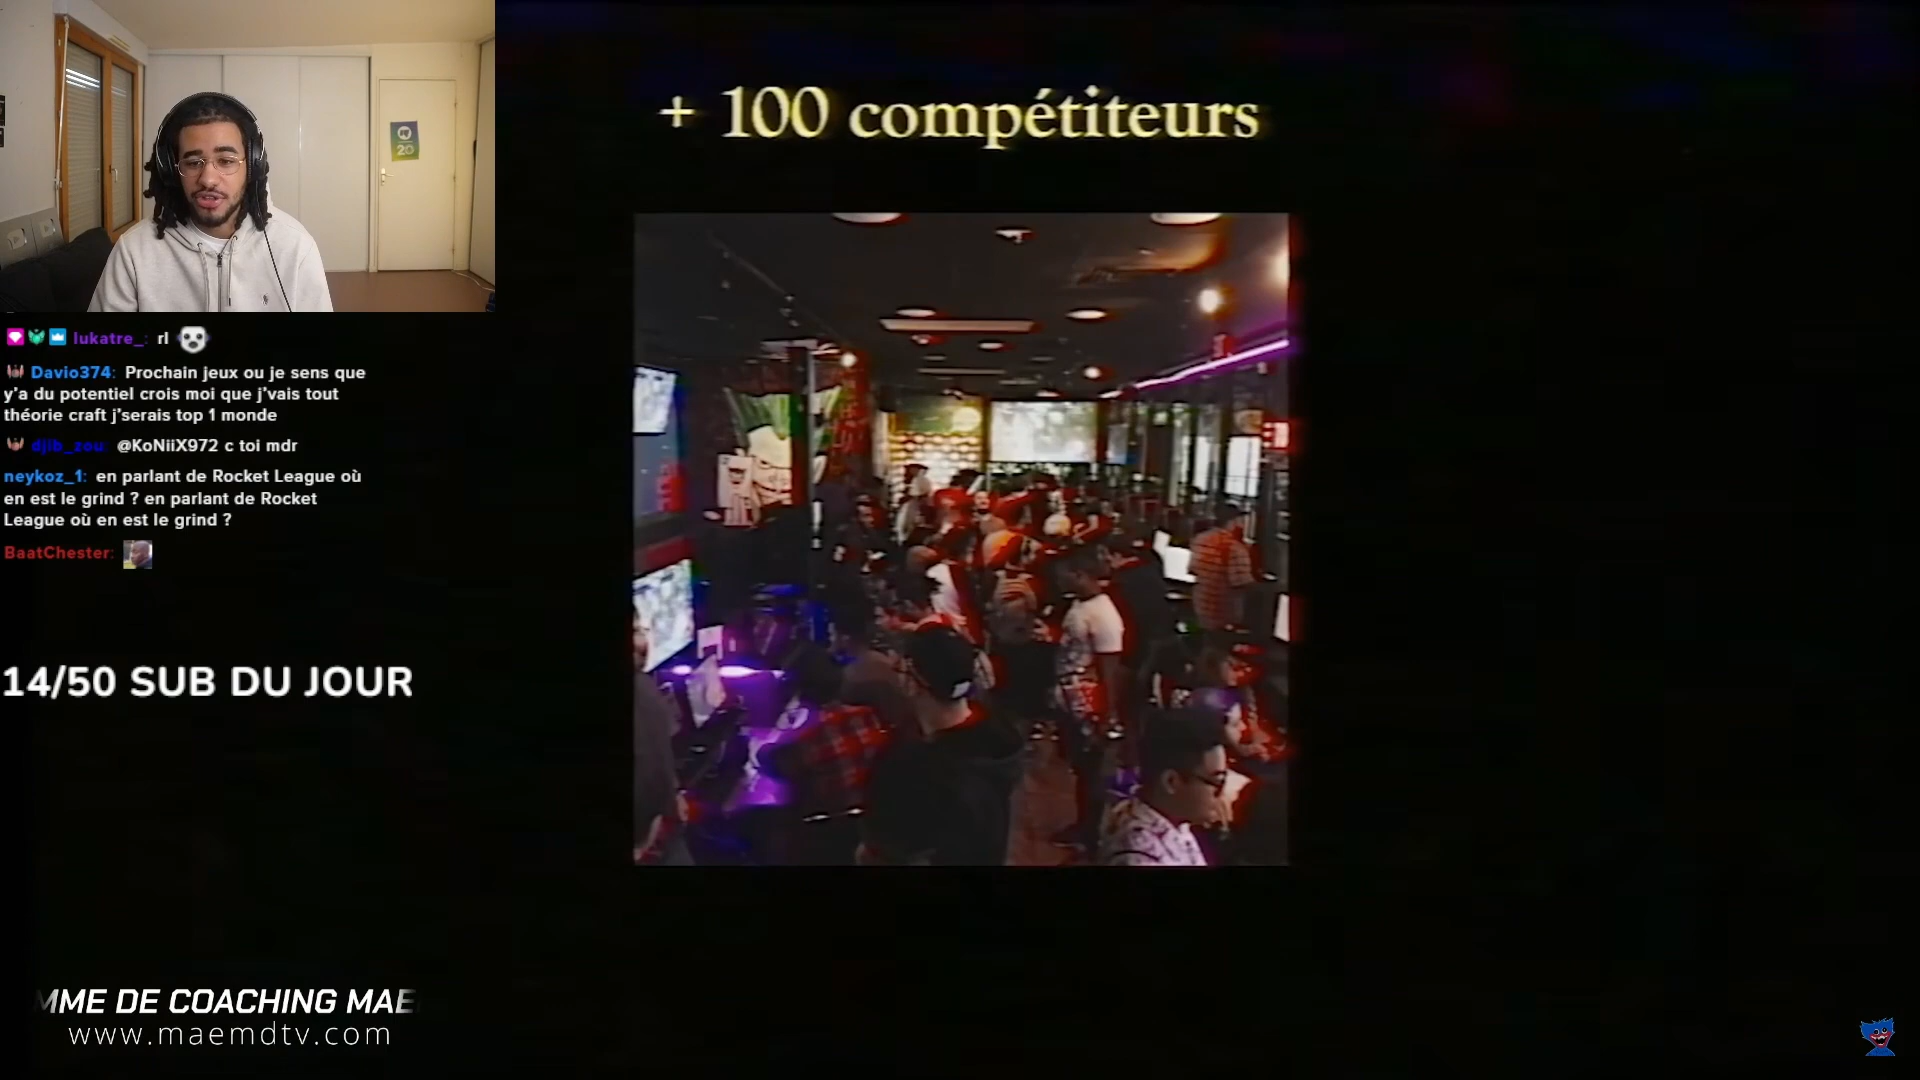 + 100 compétiteurs
20
lukatre_: rl
Davio374: Prochain jeux ou je sens que
y'a du potentiel crois moi que j'vais tout
théorie craft j'serais top 1 monde
djib_zou: @KoNiiX972 c toi mdr
neykoz_1: en parlant de Rocket League où
en est le grind ? en parlant de Rocket
League où en est le grind ?
BaatChester:
14/50 SUB DU JOUR
MME DE COACHING MAE
www.maemdtv.com